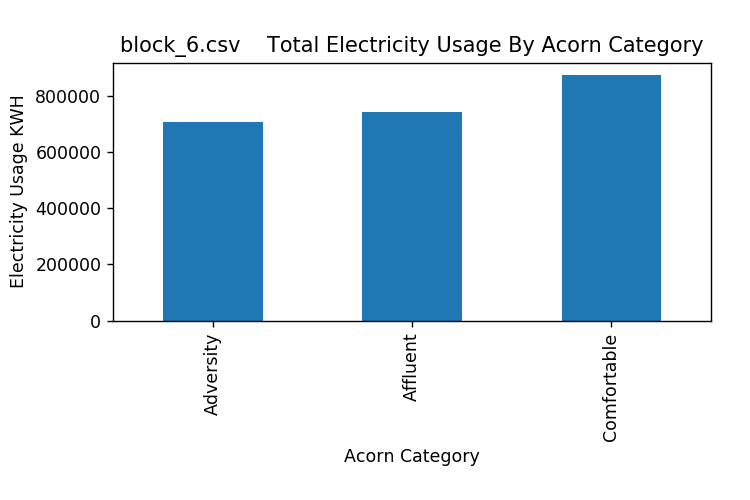 block_6.csv    Total Electricity Usage By Acorn Category
Electricity Usage KWH
800000
600000
400000
200000
0
Adversity
Affluent
Comfortable
Acorn Category